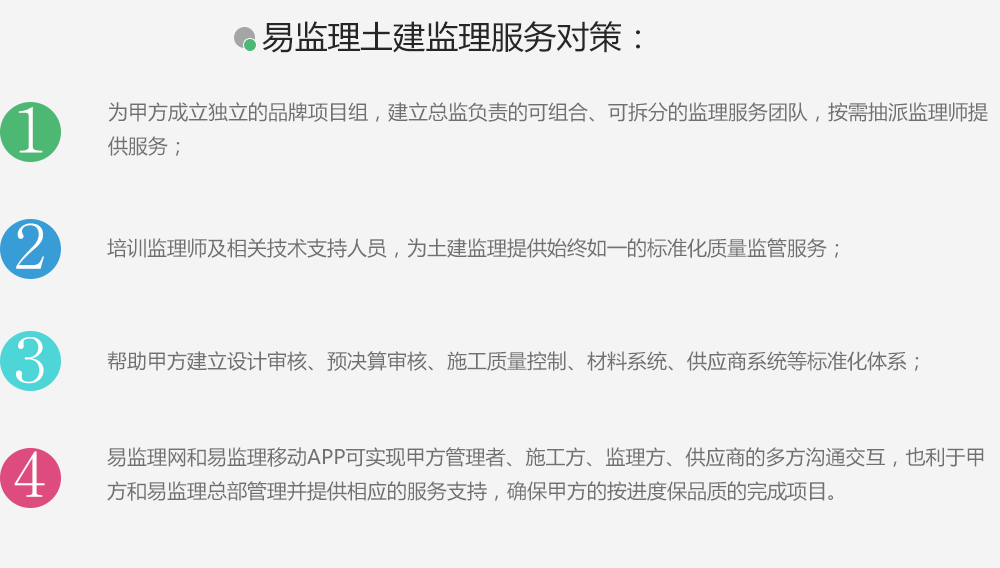 易监理土建监理服务对策：
1
为甲方成立独立的品牌项目组，建立总监负责的可组合、可拆分的监理服务团队，按需抽派监理师提
供服务；
2
培训监理师及相关技术支持人员，为土建监理提供始终如一的标准化质量监管服务；
3
帮助甲方建立设计审核、预决算审核、施工质量控制、材料系统、供应商系统等标准化体系；
4
易监理网和易监理移动APP可实现甲方管理者、施工方、监理方、供应商的多方沟通交互，也利于甲
方和易监理总部管理并提供相应的服务支持，确保甲方的按进度保品质的完成项目。